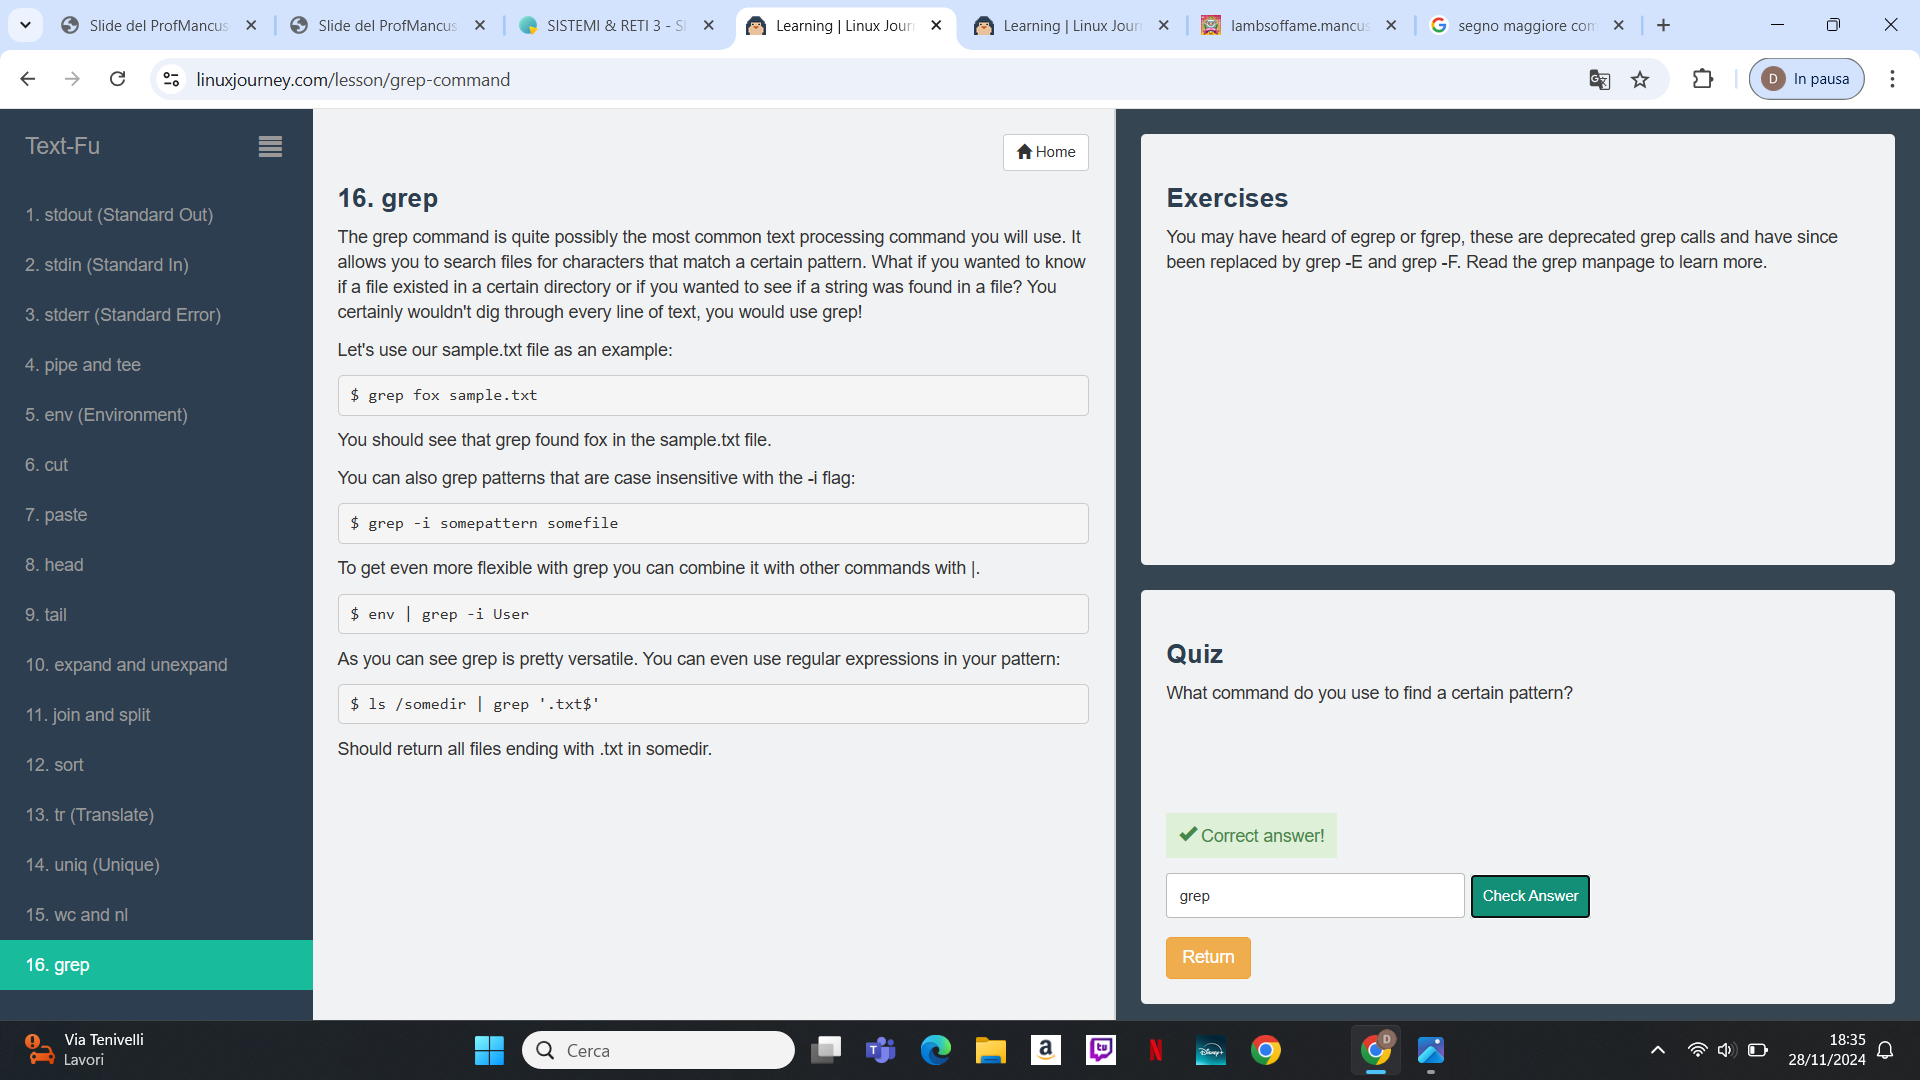 Slide del ProfMancus
Slide del ProfMancus
SISTEMI & RETI 3 - S
Learning | Linux Jour
Learning | Linux Jour
lambsoffame.mancus
segno maggiore com
linuxjourney.com/lesson/grep-command
D In pausa
Text-Fu
1. stdout (Standard Out)
2. stdin (Standard In)
3. stderr (Standard Error)
4. pipe and tee
5. env (Environment)
6. cut
7. paste
8. head
9. tail
10. expand and unexpand
11. join and split
12. sort
13. tr (Translate)
14. uniq (Unique)
15. wc and nl
16. grep
Home
16. grep
The grep command is quite possibly the most common text processing command you will use. It
allows you to search files for characters that match a certain pattern. What if you wanted to know
if a file existed in a certain directory or if you wanted to see if a string was found in a file? You
certainly wouldn't dig through every line of text, you would use grep!
Let's use our sample.txt file as an example:
$ grep fox sample.txt
You should see that grep found fox in the sample.txt file.
You can also grep patterns that are case insensitive with the -i flag:
$ grep -i somepattern somefile
To get even more flexible with grep you can combine it with other commands with |.
$ env | grep -i User
As you can see grep is pretty versatile. You can even use regular expressions in your pattern:
$ ls /somedir | grep '.txt$'
Should return all files ending with .txt in somedir.
Exercises
You may have heard of egrep or fgrep, these are deprecated grep calls and have since
been replaced by grep -E and grep -F. Read the grep manpage to learn more.
Quiz
What command do you use to find a certain pattern?
Correct answer!
grep
Check Answer
Return
Via Tenivelli
Lavori
Cerca
Disney+
D
18:35
28/11/2024